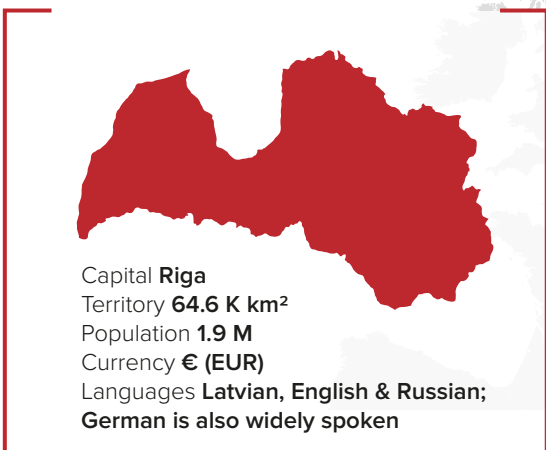 Capital Riga
Territory 64.6 K km²
Population 1.9 M
Currency € (EUR)
Languages Latvian, English & Russian;
German is also widely spoken